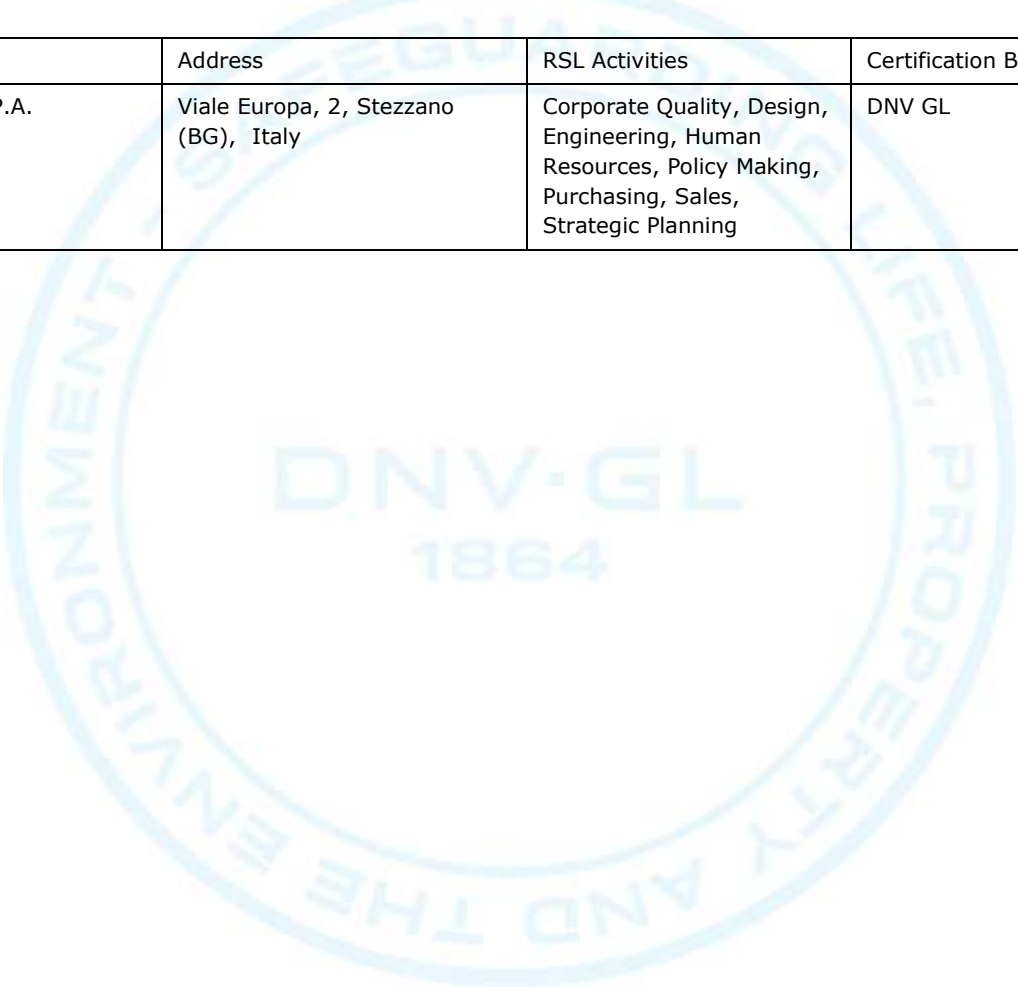 Address RSL Activities Certification B
P.A. Viale Europa, 2, Stezzano Corporate Quality, Design, DNV GL
(BG), Italy Engineering, Human
Resources, Policy Making,
Purchasing, Sales,
Strategic Planning
SAFEGUARDING LIFE, PROPERTY AND THE ENVIRONMENT
DNV·GL
1864